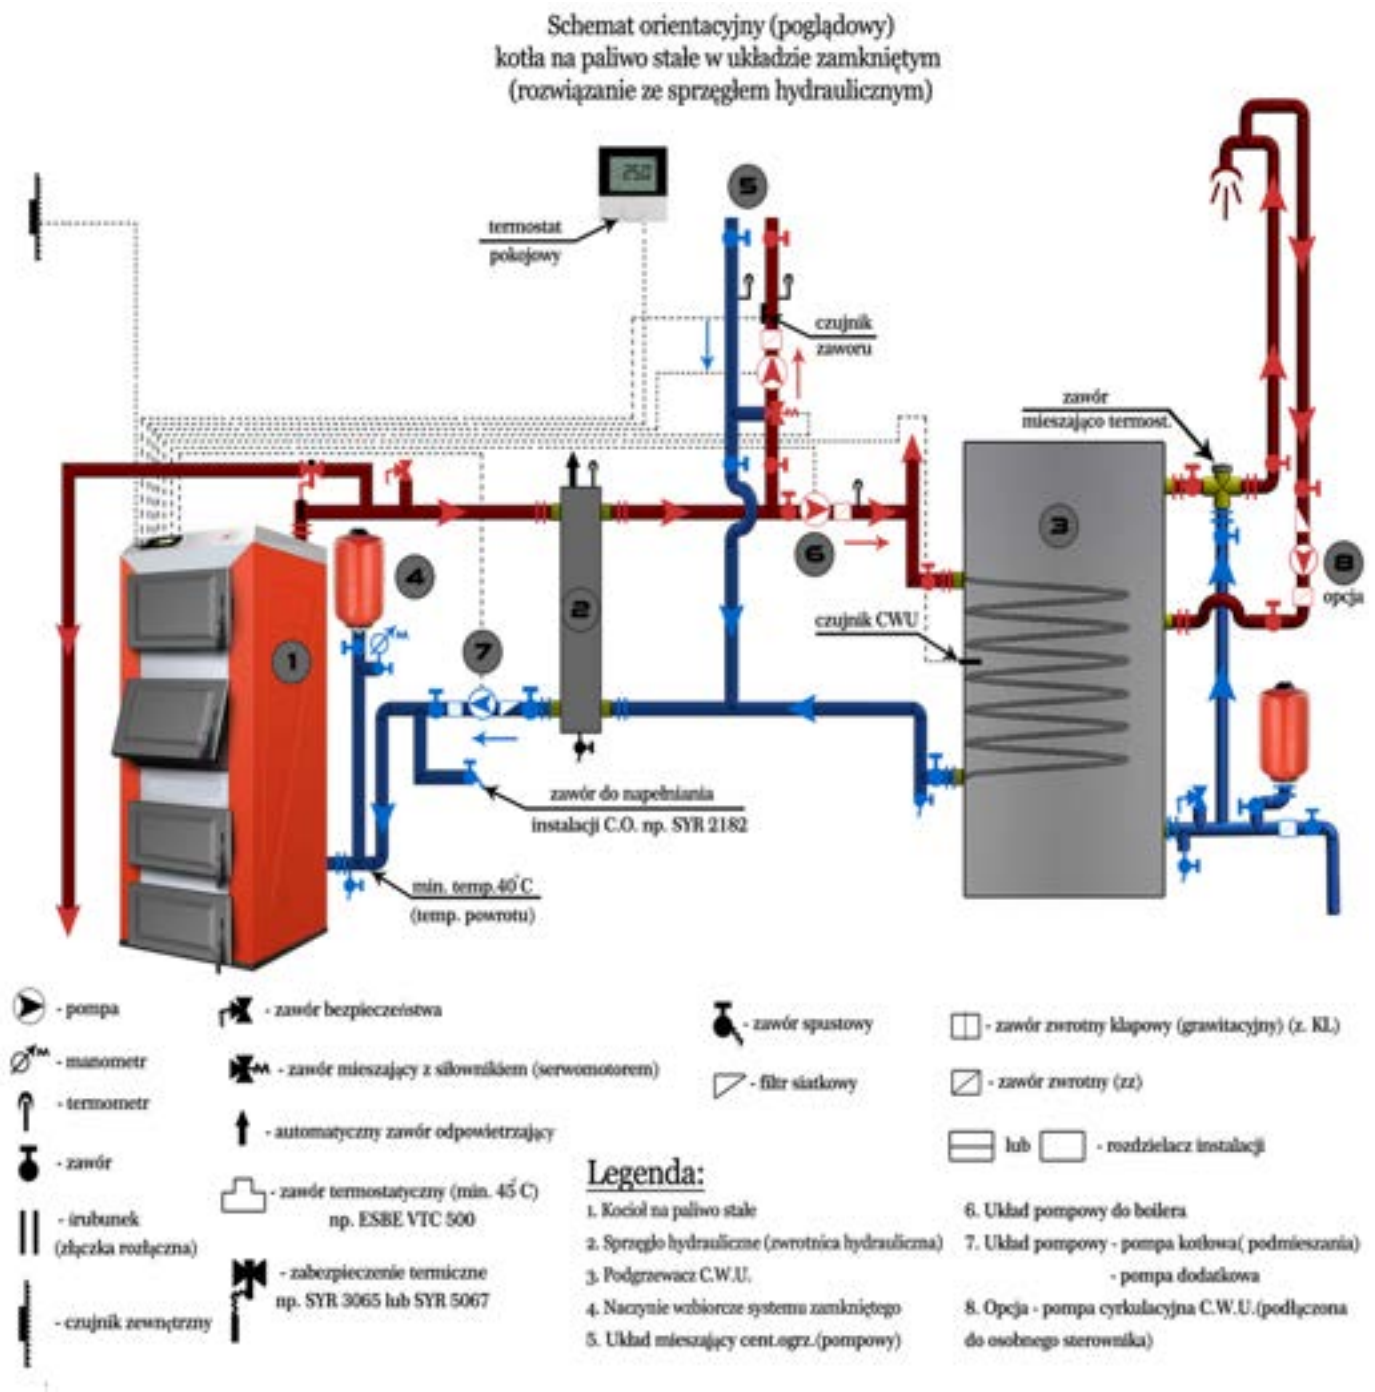 Schemat orientacyjny (poglądowy)
kotła na paliwo stałe w układzie zamkniętym
(rozwiązanie ze sprzęgłem hydraulicznym)
250
termostat
pokojowy
5
czujnik
zaworu
zawór
mieszająco termost.
1
2
3
4
6
7
8
opcja
czujnik CWU
zawór do napełniania
instalacji C.O. np. SYR 2182
min. temp.40°C
(temp. powrotu)
- pompa
- manometr
- termometr
- zawór
- śrubunek
(złączka rozłączna)
- czujnik zewnętrzny
- zawór bezpieczeństwa
- zawór mieszający z siłownikiem (serwomotorem)
- automatyczny zawór odpowietrzający
- zawór termostatyczny (min. 45°C)
np. ESBE VTC 500
- zabezpieczenie termiczne
np. SYR 3065 lub SYR 5067
- zawór spustowy
- filtr siatkowy
- zawór zwrotny klapowy (grawitacyjny) (z. KL)
- zawór zwrotny (zz)
lub
- rozdzielacz instalacji
Legenda:
1. Kocioł na paliwo stałe
2. Sprzęgło hydrauliczne (zwrotnica hydrauliczna)
3. Podgrzewacz C.W.U.
4. Naczynie wzbiorcze systemu zamkniętego
5. Układ mieszający cent.ogrz.(pompowy)
6. Układ pompowy do boilera
7. Układ pompowy - pompa kotłowa( podmieszania)
- pompa dodatkowa
8. Opcja - pompa cyrkulacyjna C.W.U.(podłączona
do osobnego sterownika)